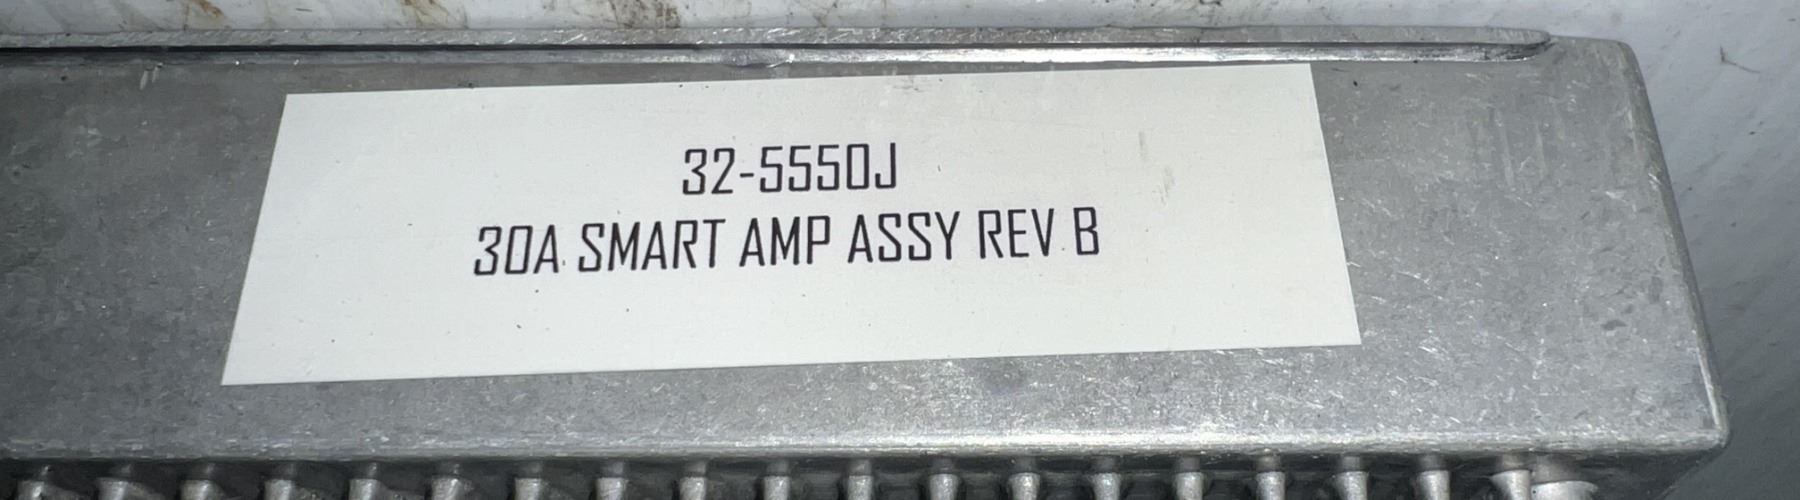 32-5550J
30A SMART AMP ASSY REV B